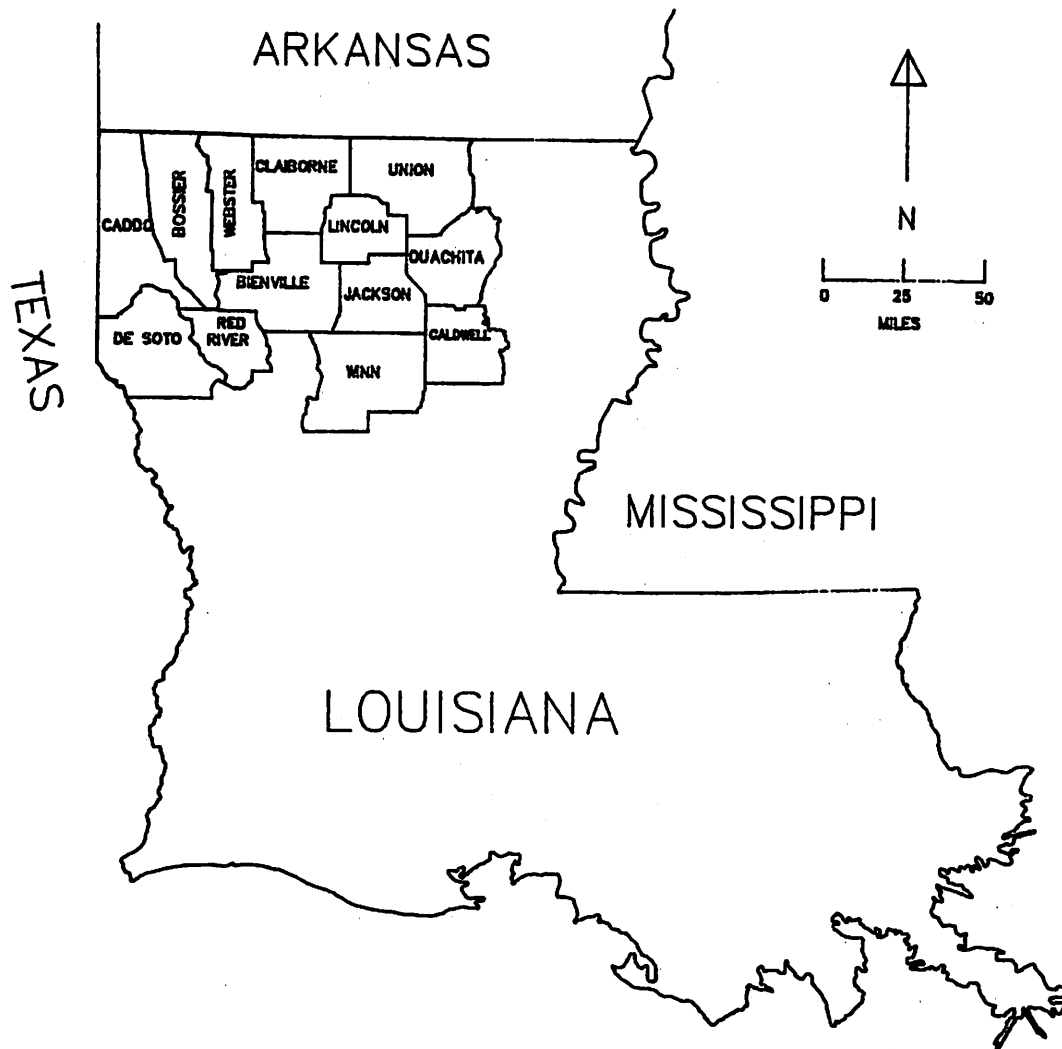 ARKANSAS
CLAIBORNE
UNION
BOSSIER
WEBSTER
CADDO
LINCOLN
N
OUACHITA
BIENVILLE
JACKSON
0 25 50
MILES
TEXAS
RED
RIVER
DE SOTO
CALDWELL
WINN
MISSISSIPPI
LOUISIANA